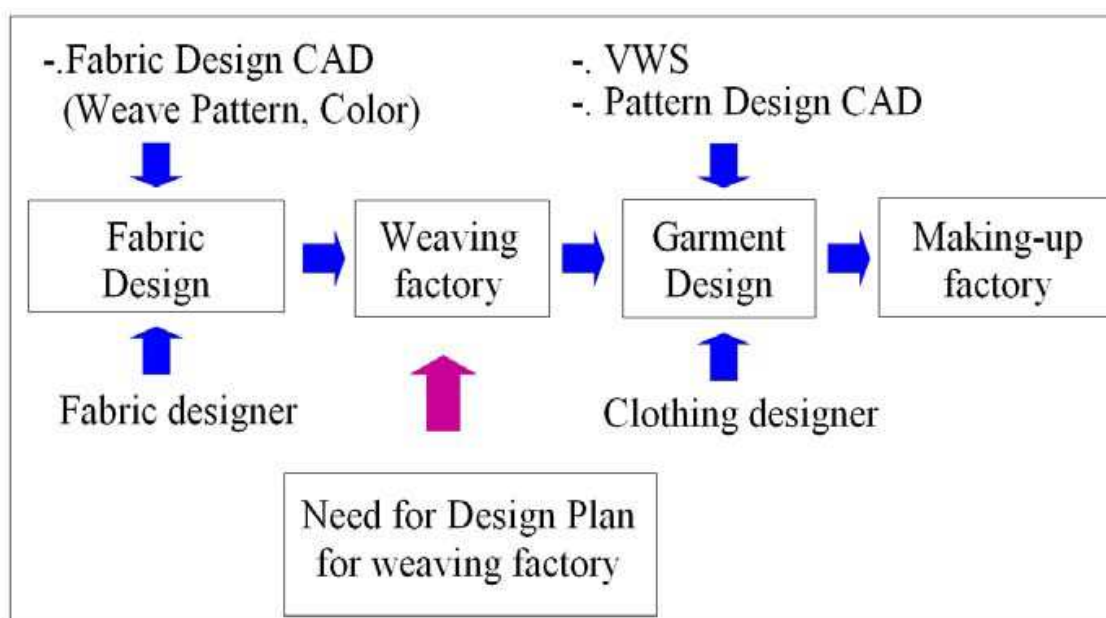 -.Fabric Design CAD
(Weave Pattern, Color)
-. VWS
-. Pattern Design CAD
Fabric
Design
Weaving
factory
Garment
Design
Making-up
factory
Fabric designer
Clothing designer
Need for Design Plan
for weaving factory